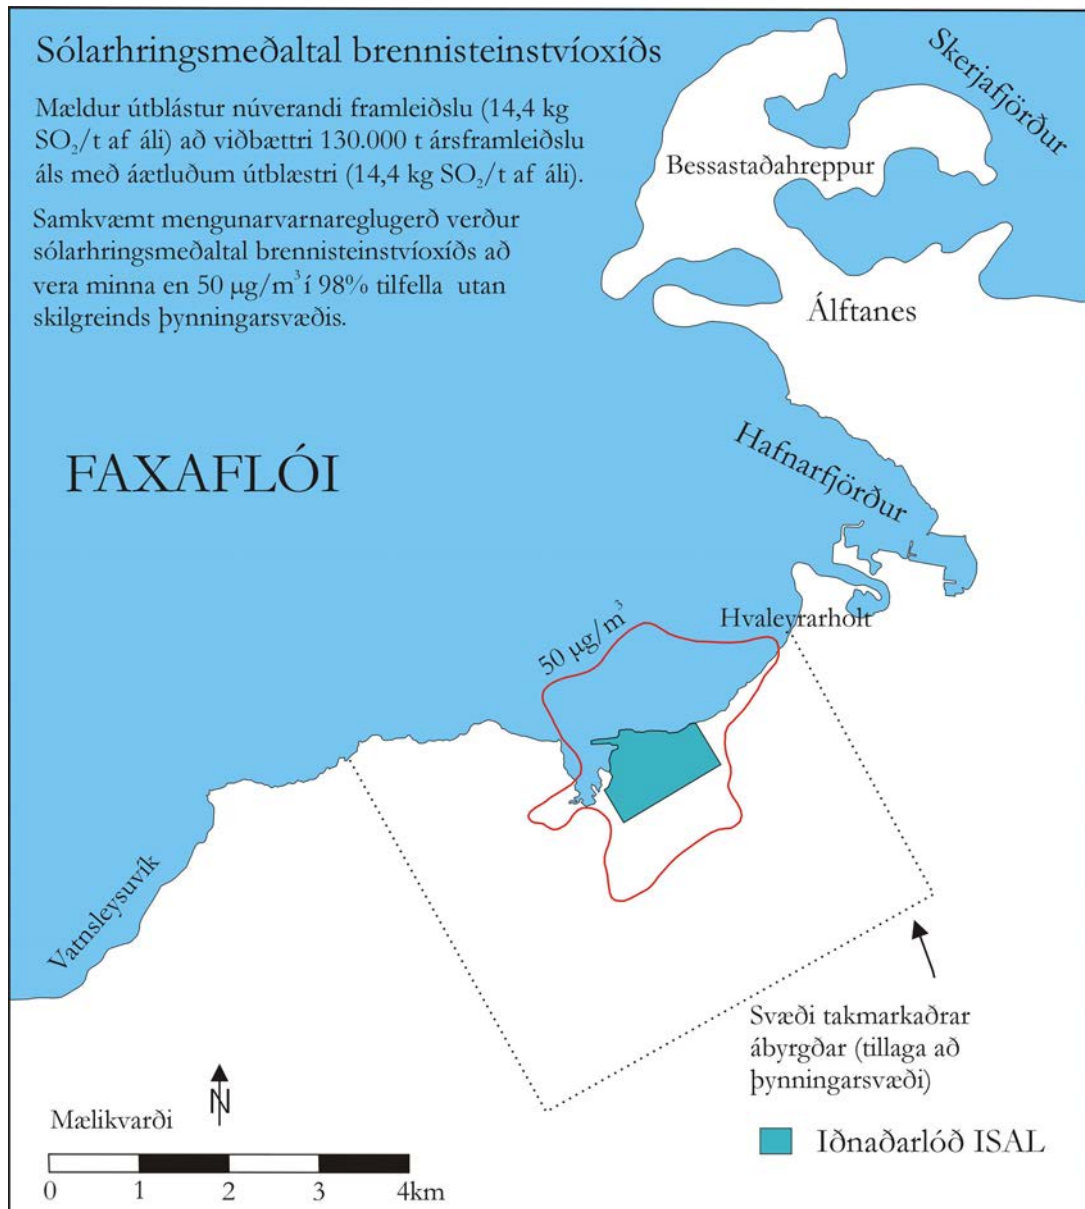 Sólarhringsmeðaltal brennisteinstvíoxíðs
Mældur útblástur núverandi framleiðslu (14,4 kg
SO₂/t af áli) að viðbættri 130.000 t ársframleiðslu
áls með áætluðum útblæstri (14,4 kg SO₂/t af áli).
Samkvæmt mengunarvarnareglugerð verður
sólarhringsmeðaltal brennisteinstvíoxíðs að
vera minna en 50 µg/m³ í 98% tilfella utan
skilgreinds þynningarsvæðis.
Skerjafjörður
Bessastaðahreppur
Álftanes
Hafnarfjörður
FAXAFLÓI
Hvaleyrarholt
50 µg/m³
Vatnsleysuvík
Svæði takmarkaðrar
ábyrgðar (tillaga að
þynningarsvæði)
N
Mælikvarði
0 1 2 3 4km
Iðnaðarlóð ISAL